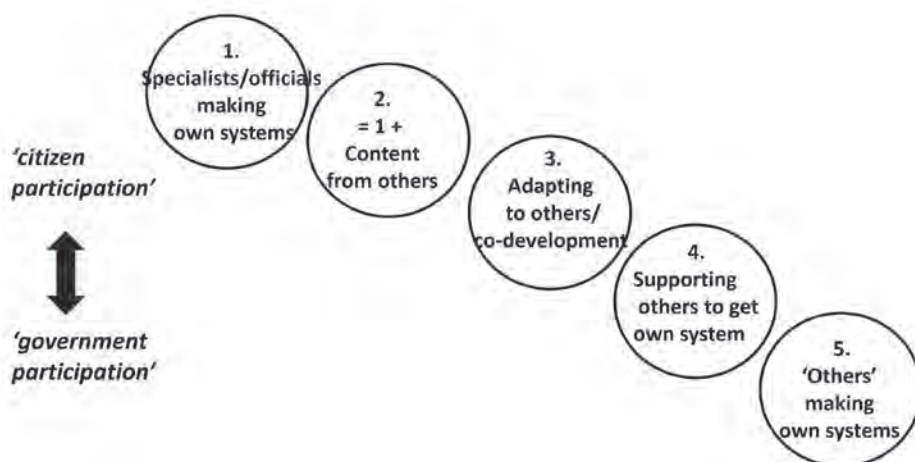 1.
Specialists/officials
making
own systems
2.
= 1 +
Content
from others
3.
Adapting
to others/
co-development
4.
Supporting
others to get
own system
5.
'Others'
making
own systems
'citizen
participation'
'government
participation'